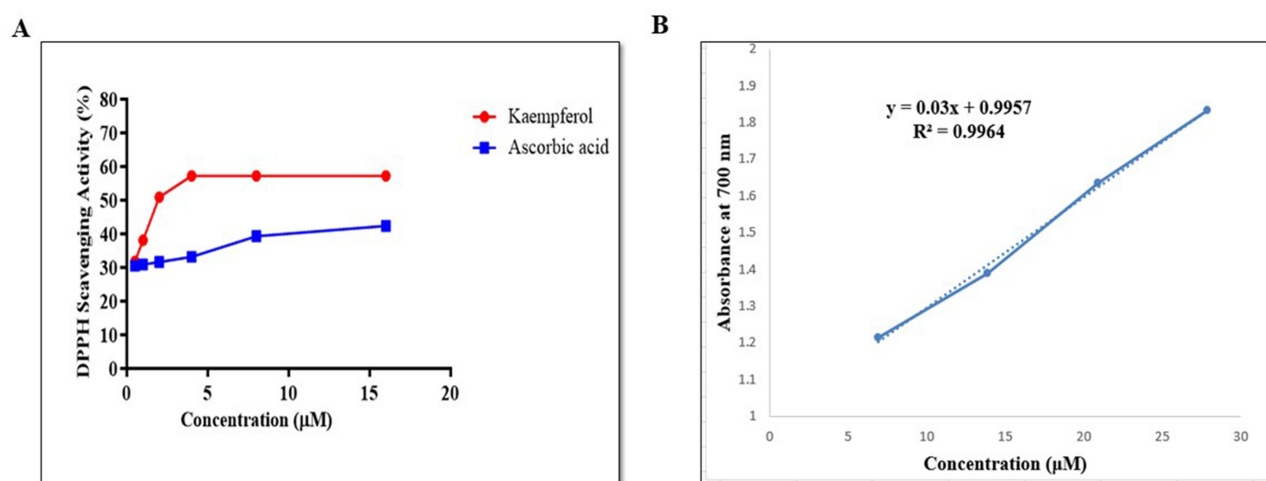 A
DPPH Scavenging Activity (%)
80
70
60
50
40
30
20
10
0
0 5 10 15 20
Concentration (µM)
Kaempferol
Ascorbic acid
B
Absorbance at 700 nm
2
1.9
1.8
1.7
1.6
1.5
1.4
1.3
1.2
1.1
1
y = 0.03x + 0.9957
R² = 0.9964
0 5 10 15 20 25 30
Concentration (µM)